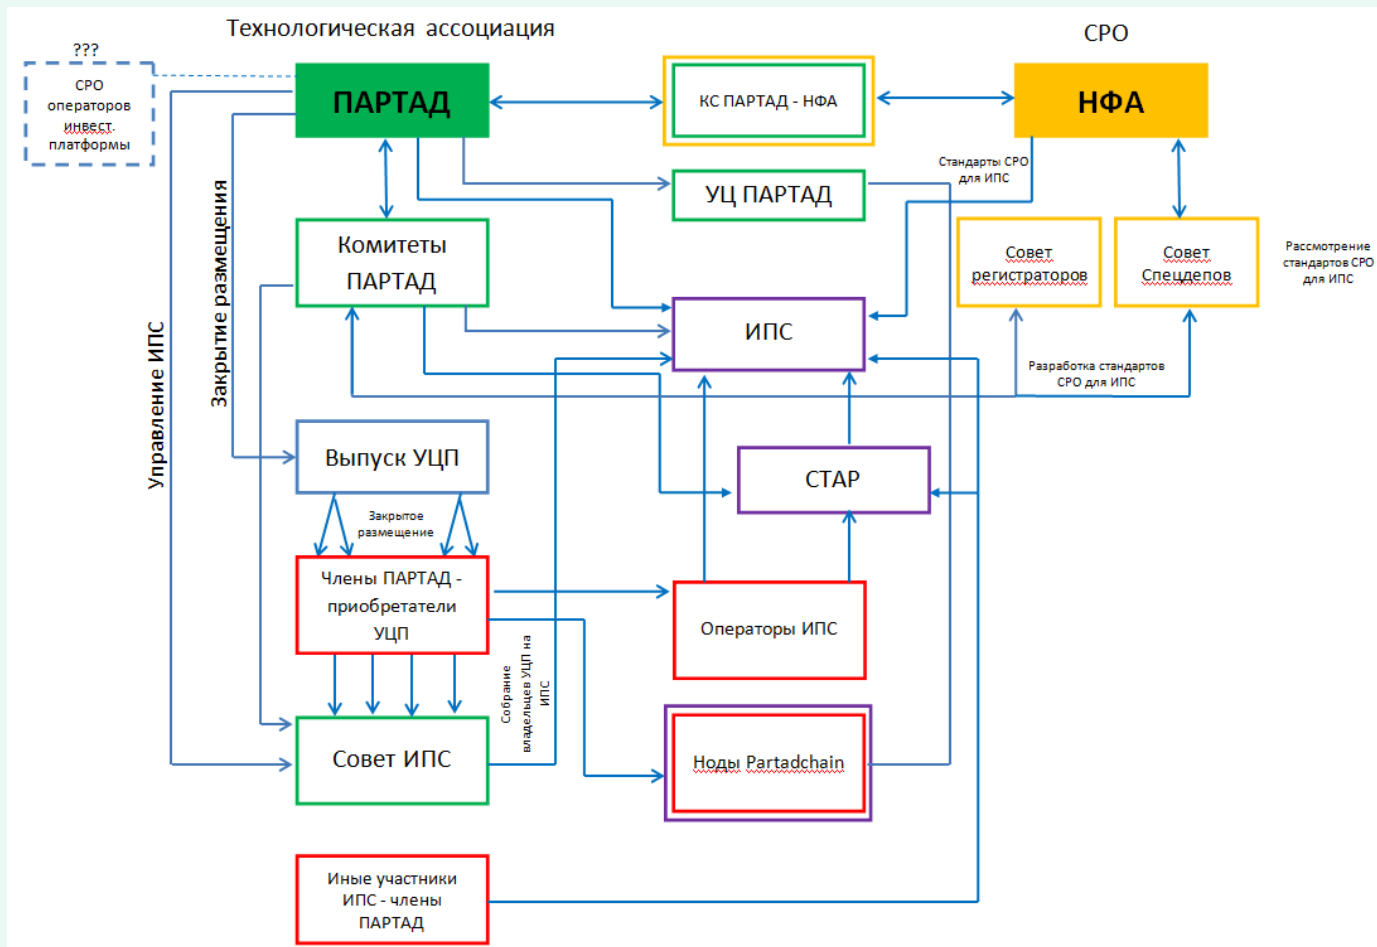 Технологическая ассоциация
СРО
???
СРО
операторов
инвест.
платформы
ПАРТАД
КС ПАРТАД - НФА
НФА
Стандарты СРО
для ИПС
УЦ ПАРТАД
Комитеты
ПАРТАД
Совет
регистраторов
Совет
Спецдепов
Рассмотрение
стандартов СРО
для ИПС
Закрытие размещения
Управление ИПС
ИПС
Разработка стандартов
СРО для ИПС
Выпуск УЦП
СТАР
Закрытое
размещение
Члены ПАРТАД -
приобретатели
УЦП
Операторы ИПС
Собрание
владельцев УЦП на
ИПС
Совет ИПС
Ноды Partadchain
Иные участники
ИПС - члены
ПАРТАД